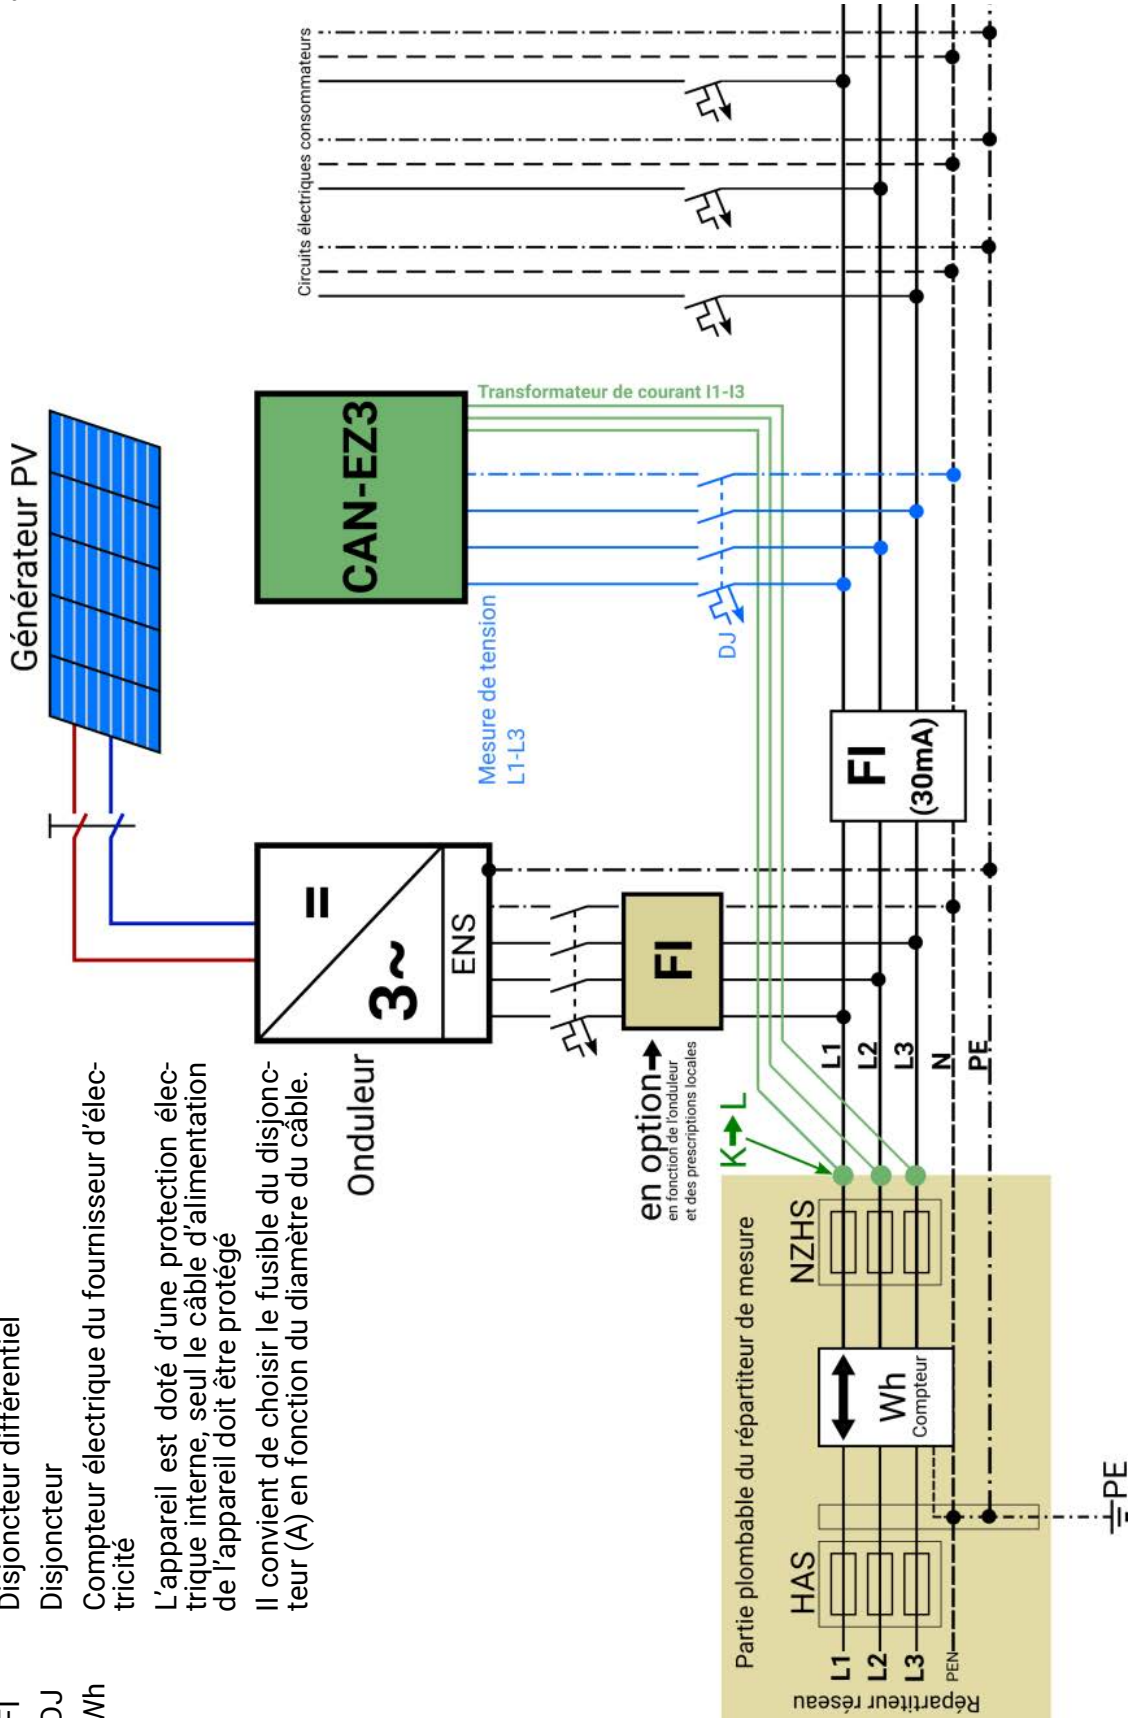 FI
Disjoncteur différentiel
DJ
Disjoncteur
Wh
Compteur électrique du fournisseur d'élec-
tricité
L'appareil est doté d'une protection élec-
trique interne, seul le câble d'alimentation
de l'appareil doit être protégé
Il convient de choisir le fusible du disjonc-
teur (A) en fonction du diamètre du câble.
Générateur PV
Onduleur
=
3~
ENS
CAN-EZ3
Circuits électriques consommateurs
Transformateur de courant I1-I3
Mesure de tension
L1-L3
DJ
FI
en option
en fonction de l'onduleur
et des prescriptions locales
K L
FI
(30mA)
L1
L2
L3
N
PE
Partie plombable du répartiteur de mesure
HAS
NZHS
Wh
Compteur
L1
L2
L3
PEN
Répartiteur réseau
PE